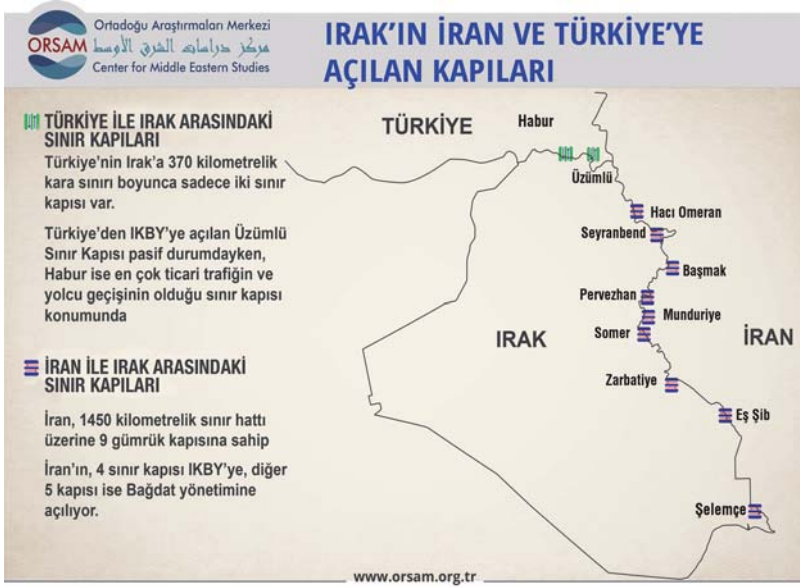 ORSAM
Ortadoğu Araştırmaları Merkezi
مركز دراسات الشرق الأوسط
Center for Middle Eastern Studies
IRAK’IN İRAN VE TÜRKİYE’YE
AÇILAN KAPILARI
TÜRKİYE İLE IRAK ARASINDAKİ
SINIR KAPILARI
Türkiye’nin Irak’a 370 kilometrelik
kara sınırı boyunca sadece iki sınır
kapısı var.
Türkiye’den IKBY’ye açılan Üzümlü
Sınır Kapısı pasif durumdayken,
Habur ise en çok ticari trafiğin ve
yolcu geçişinin olduğu sınır kapısı
konumunda
İRAN İLE IRAK ARASINDAKİ
SINIR KAPILARI
İran, 1450 kilometrelik sınır hattı
üzerine 9 gümrük kapısına sahip
İran’ın, 4 sınır kapısı IKBY’ye, diğer
5 kapısı ise Bağdat yönetimine
açılıyor.
TÜRKİYE
Habur
Üzümlü
Hacı Omeran
Seyranbend
Başmak
Pervezhan
Munduriye
Somer
IRAK
İRAN
Zarbatiye
Eş Şib
Şelemçe
www.orsam.org.tr